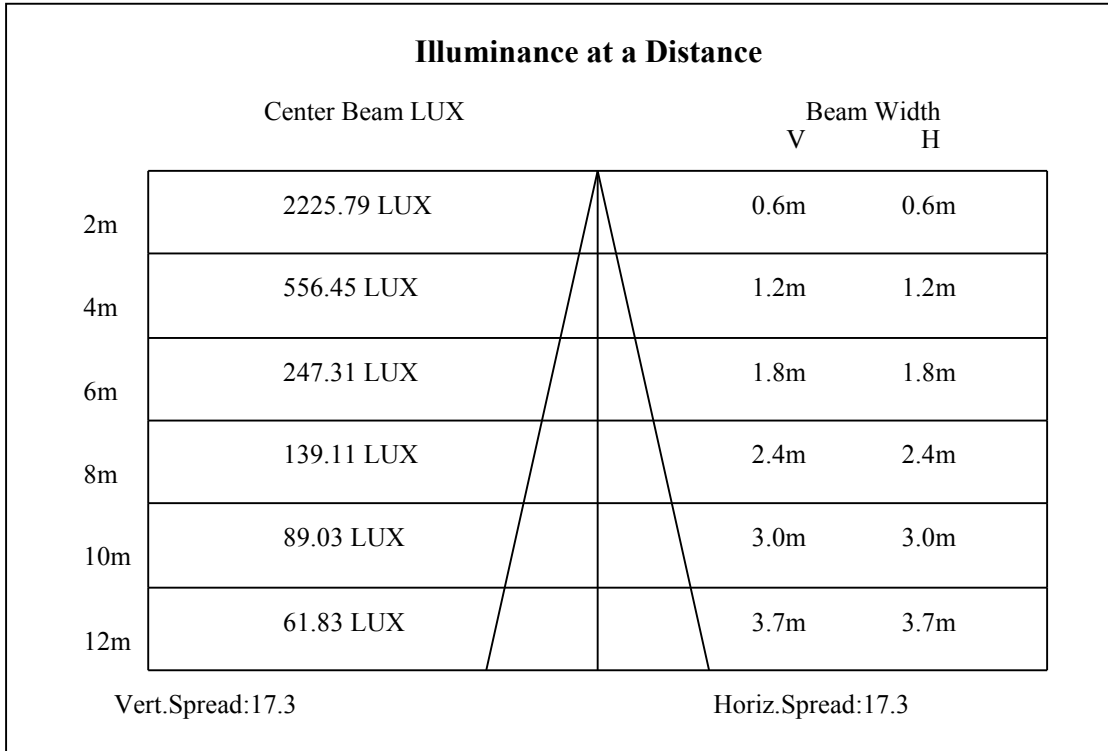 Illuminance at a Distance
Center Beam LUX Beam Width
V H
2m 2225.79 LUX 0.6m 0.6m
4m 556.45 LUX 1.2m 1.2m
6m 247.31 LUX 1.8m 1.8m
8m 139.11 LUX 2.4m 2.4m
10m 89.03 LUX 3.0m 3.0m
12m 61.83 LUX 3.7m 3.7m
Vert.Spread:17.3 Horiz.Spread:17.3